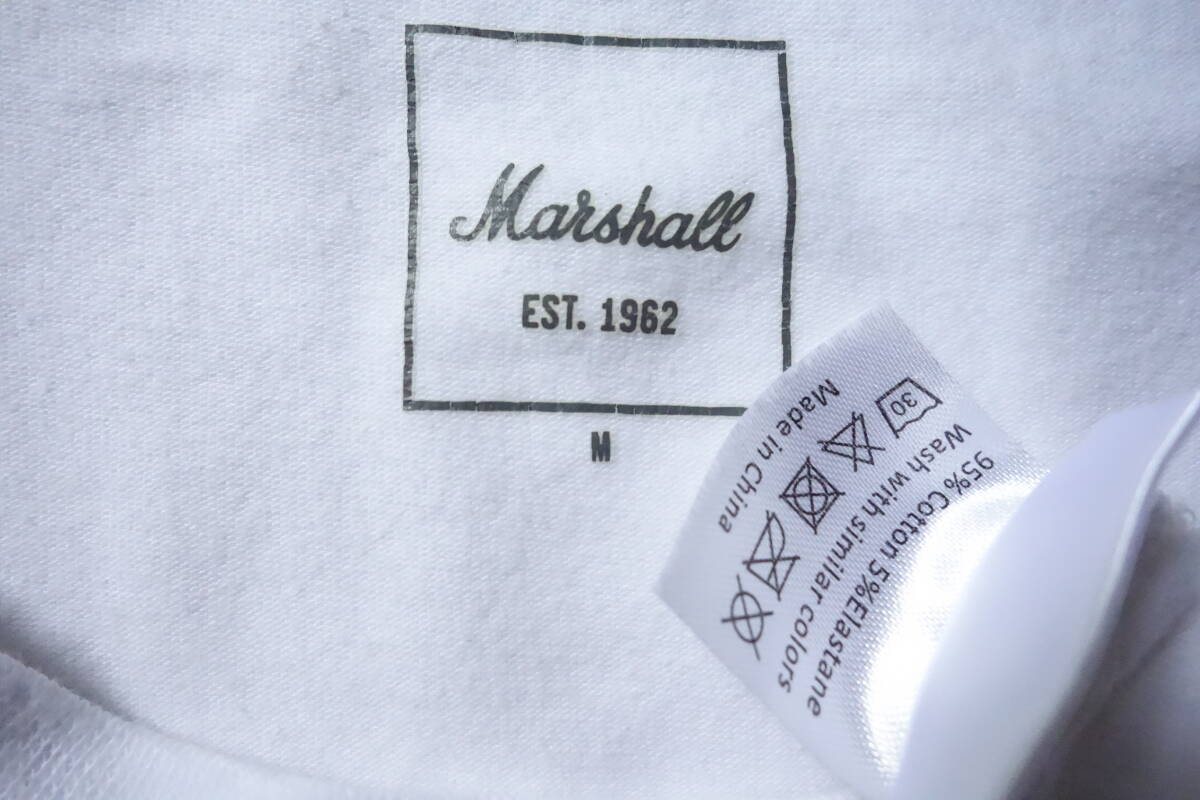 Marshall
EST. 1962
M
95% Cotton 5%Elastane
Wash with similar colors
30
Made in China